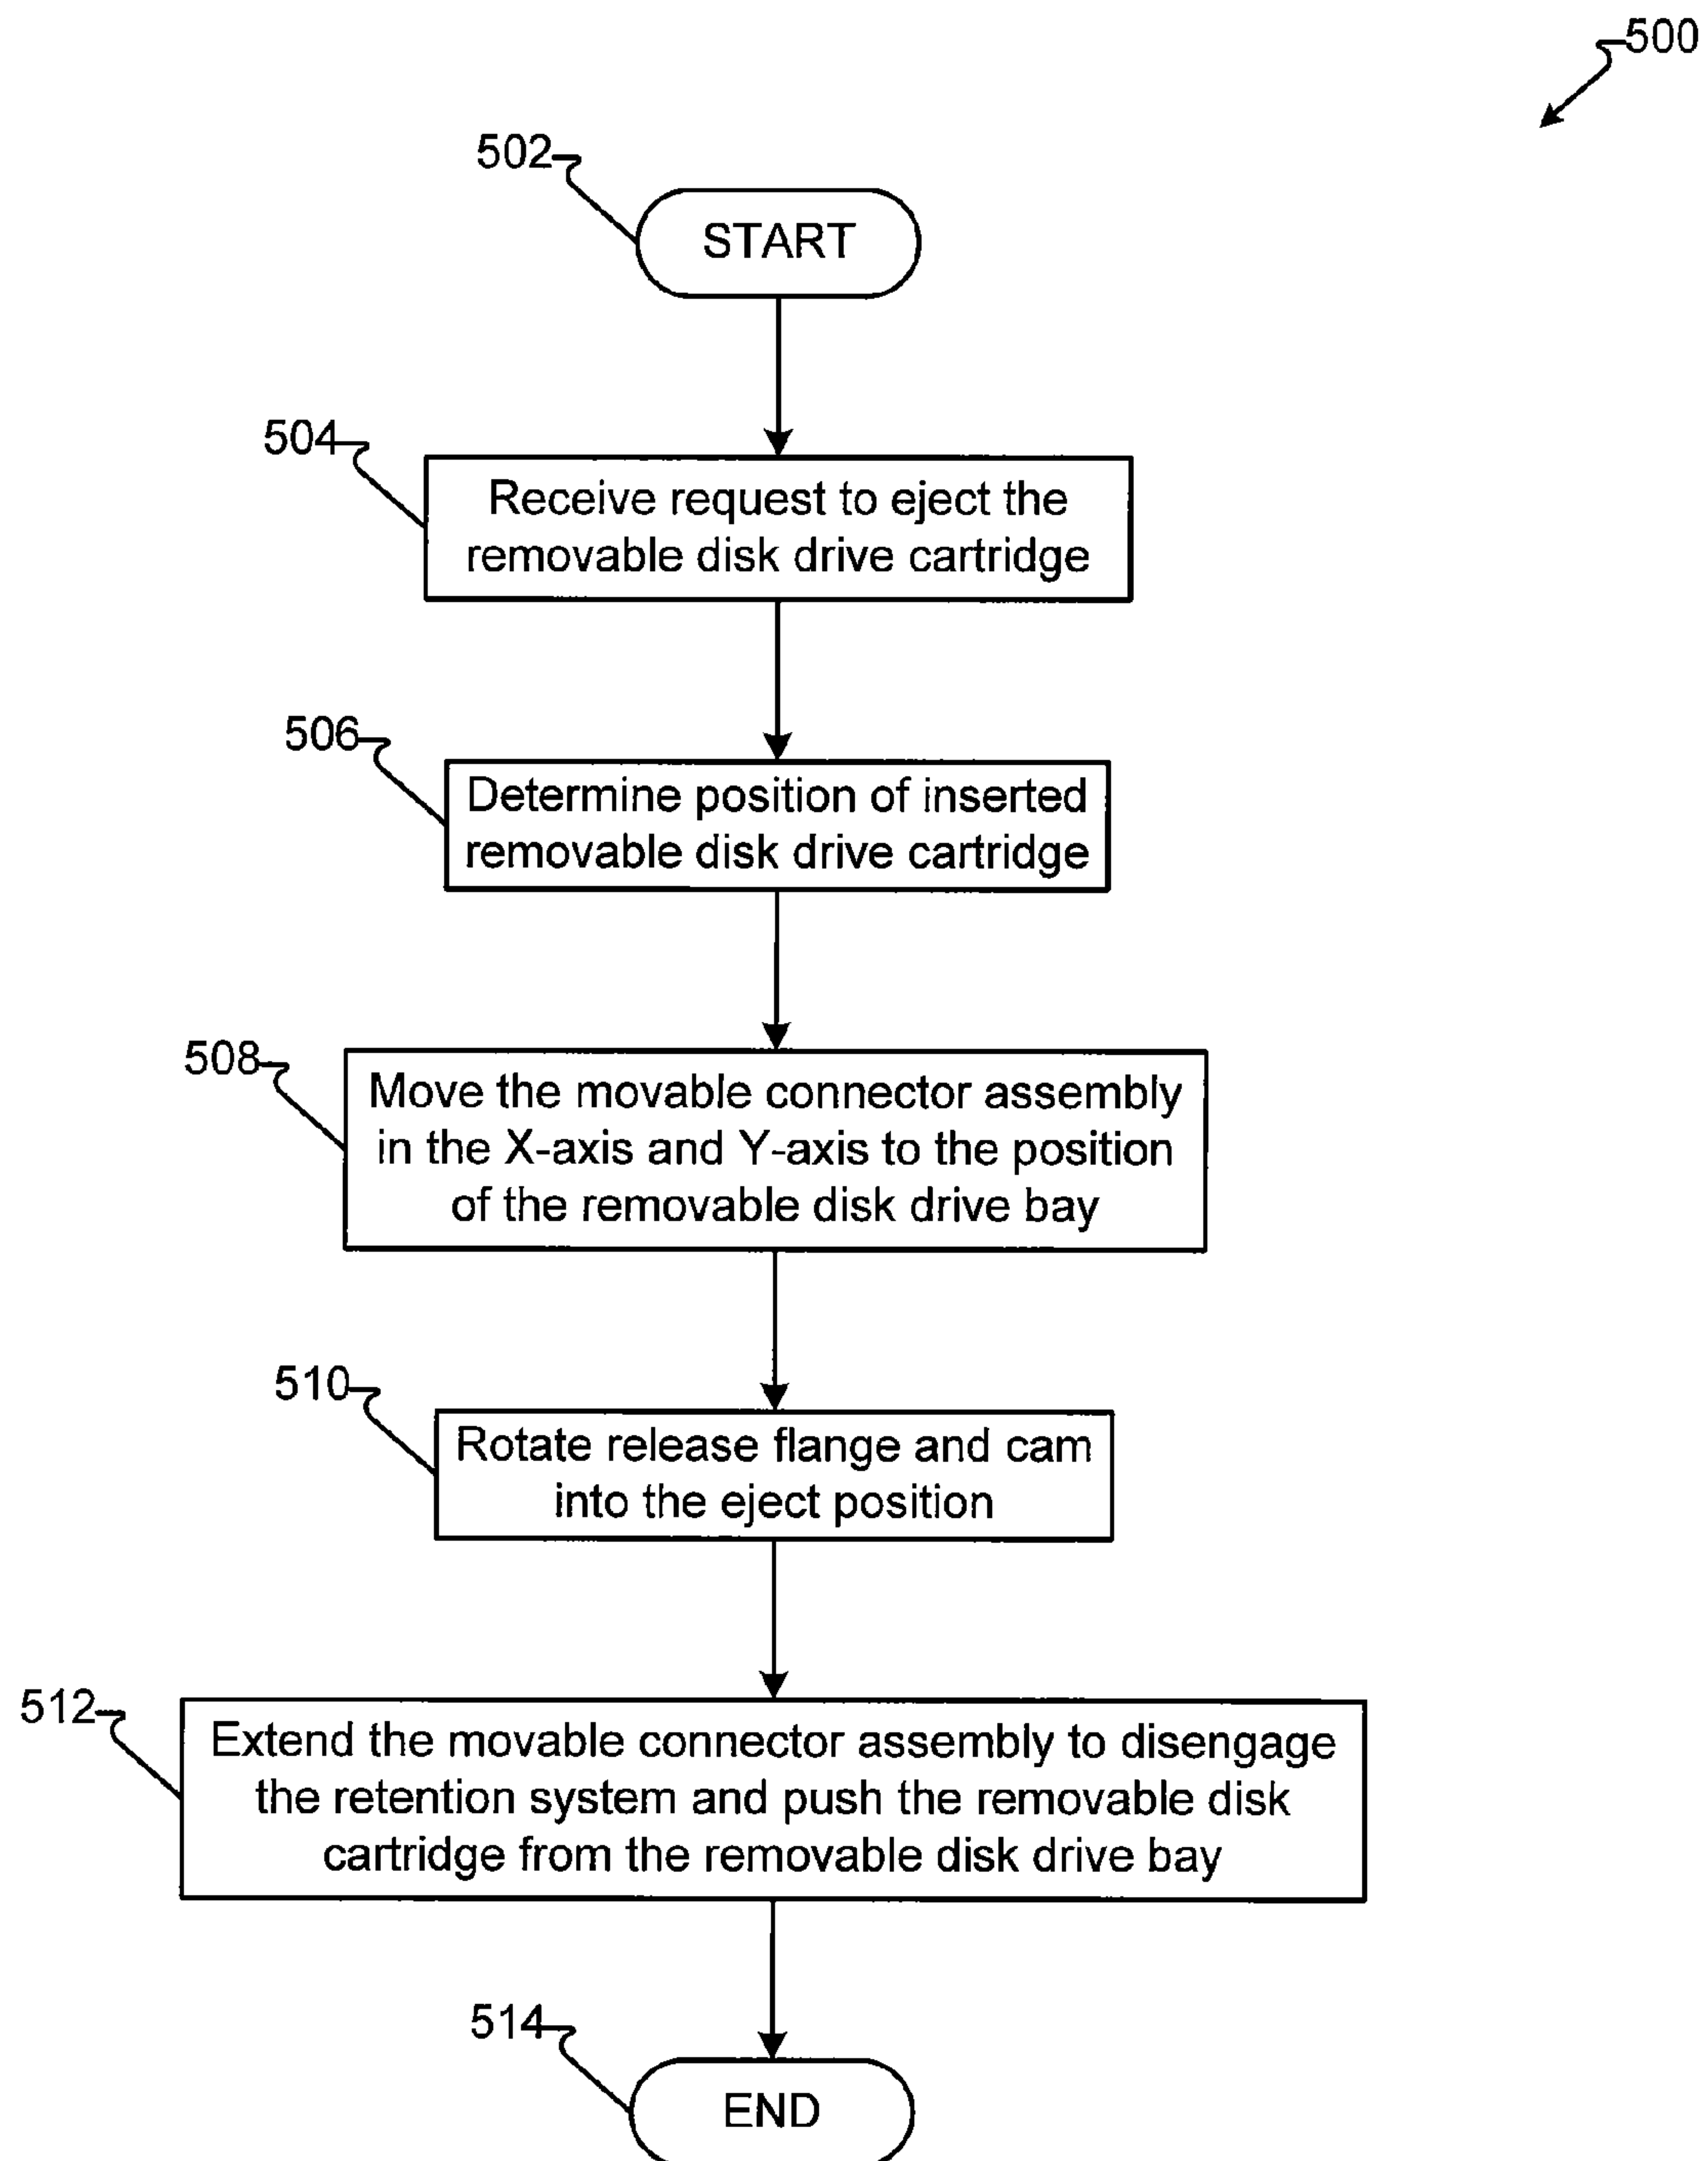 500
502
START
504
Receive request to eject the
removable disk drive cartridge
506
Determine position of inserted
removable disk drive cartridge
508
Move the movable connector assembly
in the X-axis and Y-axis to the position
of the removable disk drive bay
510
Rotate release flange and cam
into the eject position
512
Extend the movable connector assembly to disengage
the retention system and push the removable disk
cartridge from the removable disk drive bay
514
END